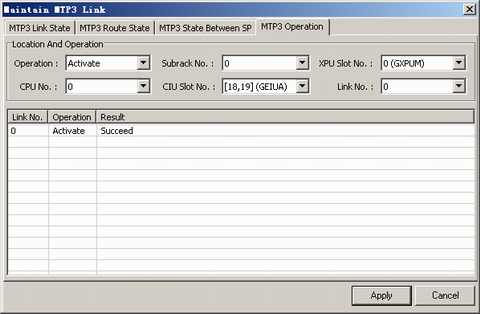 Maintain MTP3 Link
MTP3 Link State MTP3 Route State MTP3 State Between SP MTP3 Operation
Location And Operation
Operation : Activate Subrack No. : 0 XPU Slot No. : 0 (GXPUM)
CPU No. : 0 CIU Slot No. : [18,19] (GEIUA) Link No. : 0
Link No. Operation Result
0 Activate Succeed
Apply Cancel